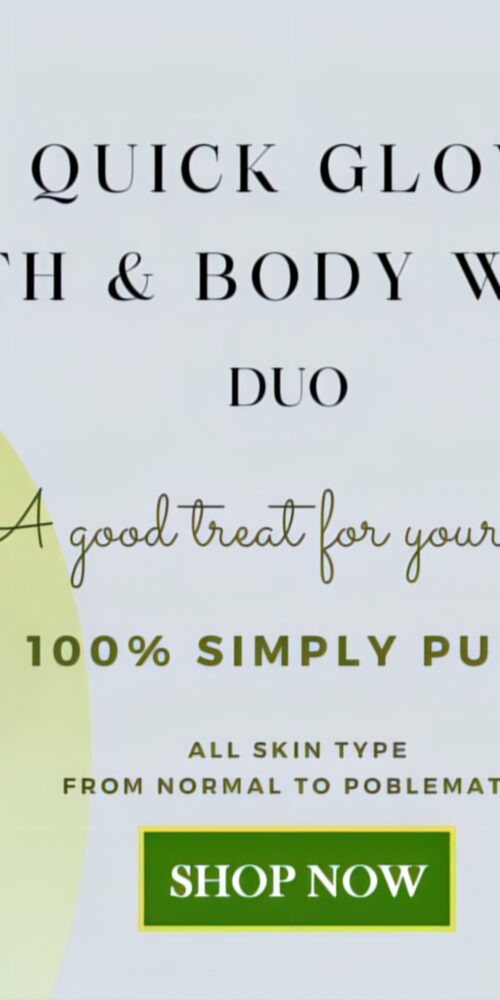 QUICK GLOW
TH & BODY W
DUO
A good treat for your
100% SIMPLY PU
ALL SKIN TYPE
FROM NORMAL TO POBLEMAT
SHOP NOW